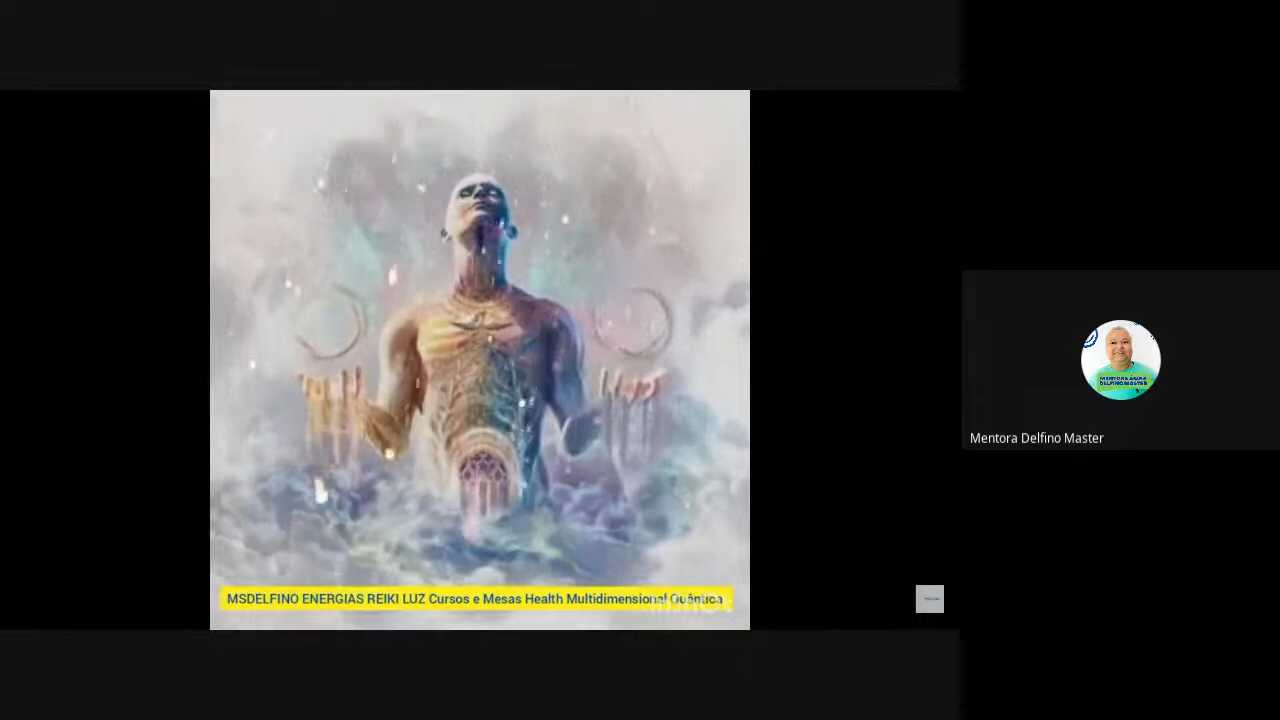 MSDELFINO ENERGIAS REIKI LUZ Cursos e Mesas Health Multidimensional Quântica
Mentora Delfino Master